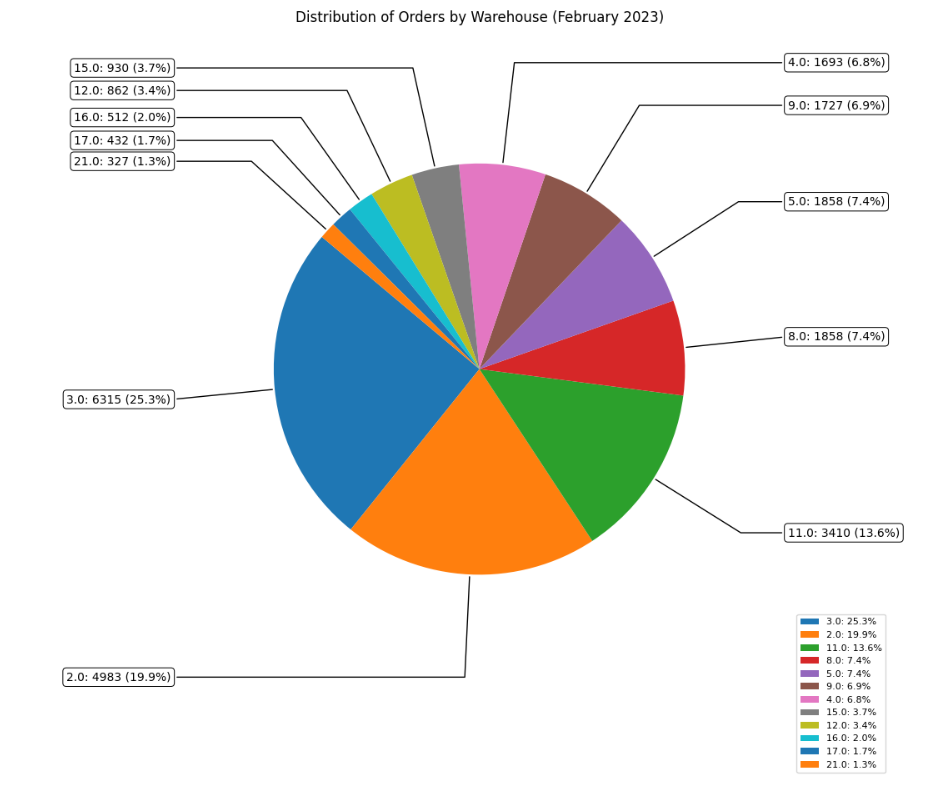 Distribution of Orders by Warehouse (February 2023)
15.0: 930 (3.7%)
12.0: 862 (3.4%)
16.0: 512 (2.0%)
17.0: 432 (1.7%)
21.0: 327 (1.3%)
3.0: 6315 (25.3%)
2.0: 4983 (19.9%)
4.0: 1693 (6.8%)
9.0: 1727 (6.9%)
5.0: 1858 (7.4%)
8.0: 1858 (7.4%)
11.0: 3410 (13.6%)
3.0: 25.3%
2.0: 19.9%
11.0: 13.6%
8.0: 7.4%
5.0: 7.4%
9.0: 6.9%
4.0: 6.8%
15.0: 3.7%
12.0: 3.4%
16.0: 2.0%
17.0: 1.7%
21.0: 1.3%